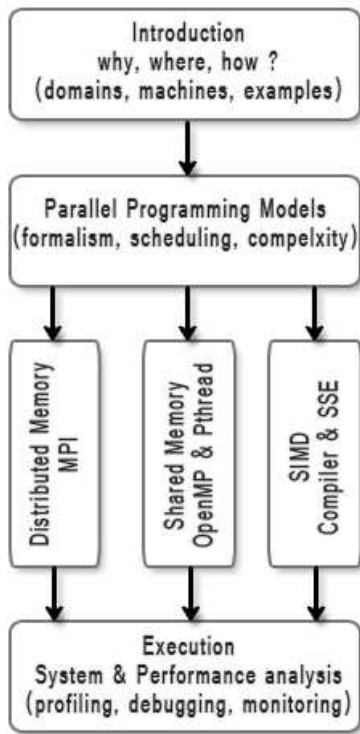 Introduction
why, where, how ?
(domains, machines, examples)
Parallel Programming Models
(formalism, scheduling, compelxity)
Distributed Memory
MPI
Shared Memory
OpenMP & Pthread
SIMD
Compiler & SSE
Execution
System & Performance analysis
(profiling, debugging, monitoring)